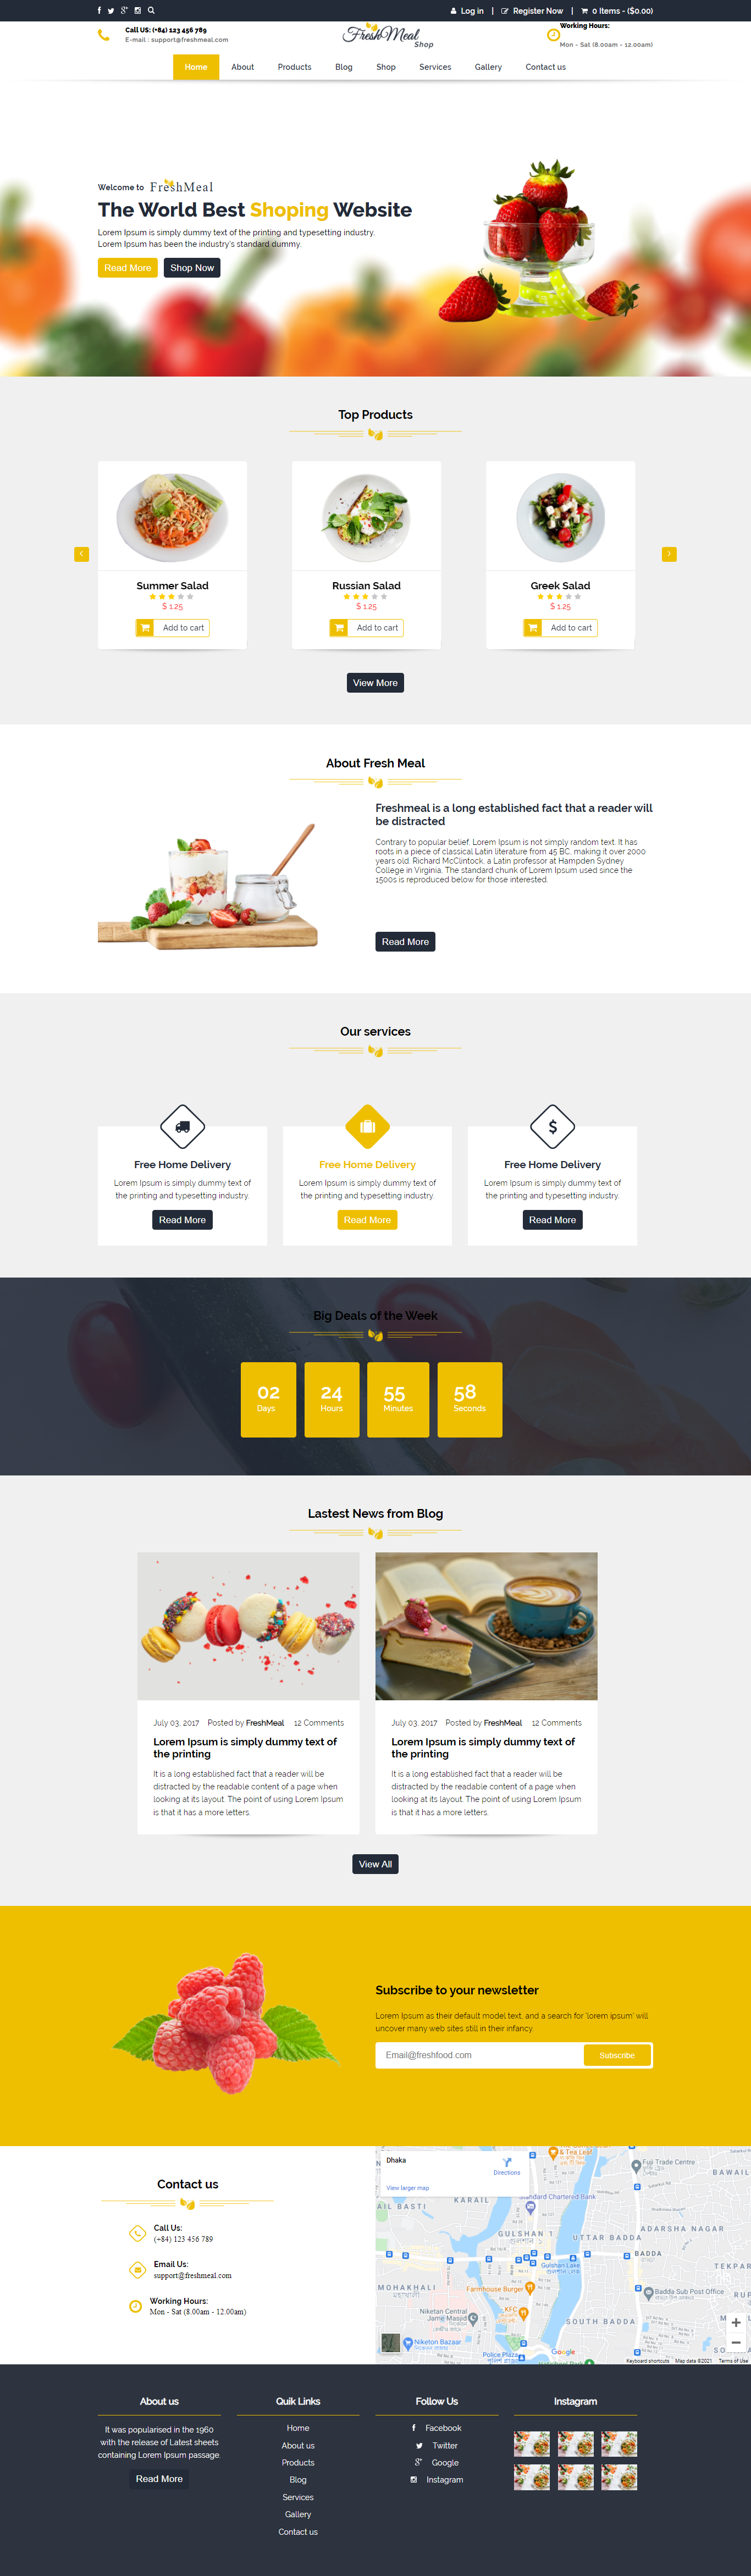 Log in | Register Now | 0 Items - ($0.00)
Call US: (+84) 123 456 789
E-mail : support@freshmeal.com
FreshMeal
Shop
Working Hours:
Mon - Sat (8.00am - 12.00am)
Home About Products Blog Shop Services Gallery Contact us
Welcome to FreshMeal
The World Best Shoping Website
Lorem Ipsum is simply dummy text of the printing and typesetting industry.
Lorem Ipsum has been the industry's standard dummy.
Read More Shop Now
Top Products
Summer Salad
$ 1.25
Add to cart
Russian Salad
$ 1.25
Add to cart
Greek Salad
$ 1.25
Add to cart
View More
About Fresh Meal
Freshmeal is a long established fact that a reader will
be distracted
Contrary to popular belief. Lorem Ipsum is not simply random text. It has
roots in a piece of classical Latin literature from 45 BC. making it over 2000
years old. Richard McClintock, a Latin professor at Hampden Sydney
College in Virginia, The standard chunk of Lorem Ipsum used since the
1500s is reproduced below for those interested.
Read More
Our services
Free Home Delivery
Lorem Ipsum is simply dummy text of
the printing and typesetting industry.
Read More
Free Home Delivery
Lorem Ipsum is simply dummy text of
the printing and typesetting industry.
Read More
Free Home Delivery
Lorem Ipsum is simply dummy text of
the printing and typesetting industry.
Read More
Big Deals of the Week
02
Days
24
Hours
55
Minutes
58
Seconds
Lastest News from Blog
July 03, 2017 Posted by FreshMeal 12 Comments
Lorem Ipsum is simply dummy text of
the printing
It is a long established fact that a reader will be
distracted by the readable content of a page when
looking at its layout. The point of using Lorem Ipsum
is that it has a more letters.
July 03, 2017 Posted by FreshMeal 12 Comments
Lorem Ipsum is simply dummy text of
the printing
It is a long established fact that a reader will be
distracted by the readable content of a page when
looking at its layout. The point of using Lorem Ipsum
is that it has a more letters.
View All
Subscribe to your newsletter
Lorem Ipsum as their default model text, and a search for 'lorem ipsum' will
uncover many web sites still in their infancy.
Email@freshfood.com
Subscribe
Contact us
Call Us:
(+84) 123 456 789
Email Us:
support@freshmeal.com
Working Hours:
Mon - Sat (8.00am - 12.00am)
Dhaka
Directions
View larger map
& Tea Leaf
Fuji Trade Centre
BAWAIL
Standard Chartered Bank
AIL BASTI
KARAIL
GULSHAN 1
গুলশান ১
UTTAR BADDA
ADARSHA NAGAR
BADDA
Gulshan Lake
TEKPAR
MOHAKHALI
Farmhouse Burger
Badda Sub Post Office
Niketan Central
Jame Masjid
KFC
SOUTH BADDA
Niketon Bazaar
Police Plaza
Google
Keyboard shortcuts Map data ©2021 Terms of Use
About us
It was popularised in the 1960
with the release of Latest sheets
containing Lorem Ipsum passage.
Read More
Quik Links
Home
About us
Products
Blog
Services
Gallery
Contact us
Follow Us
Facebook
Twitter
Google
Instagram
Instagram